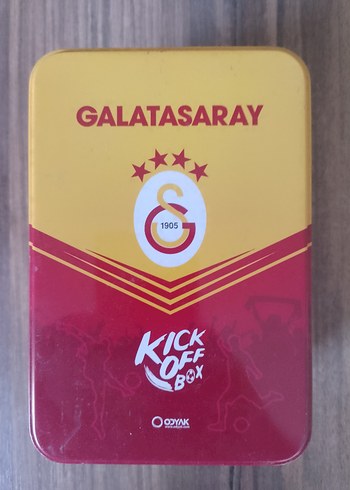 GALATASARAY
1905
KICK
OFF
BOX
ODYAK